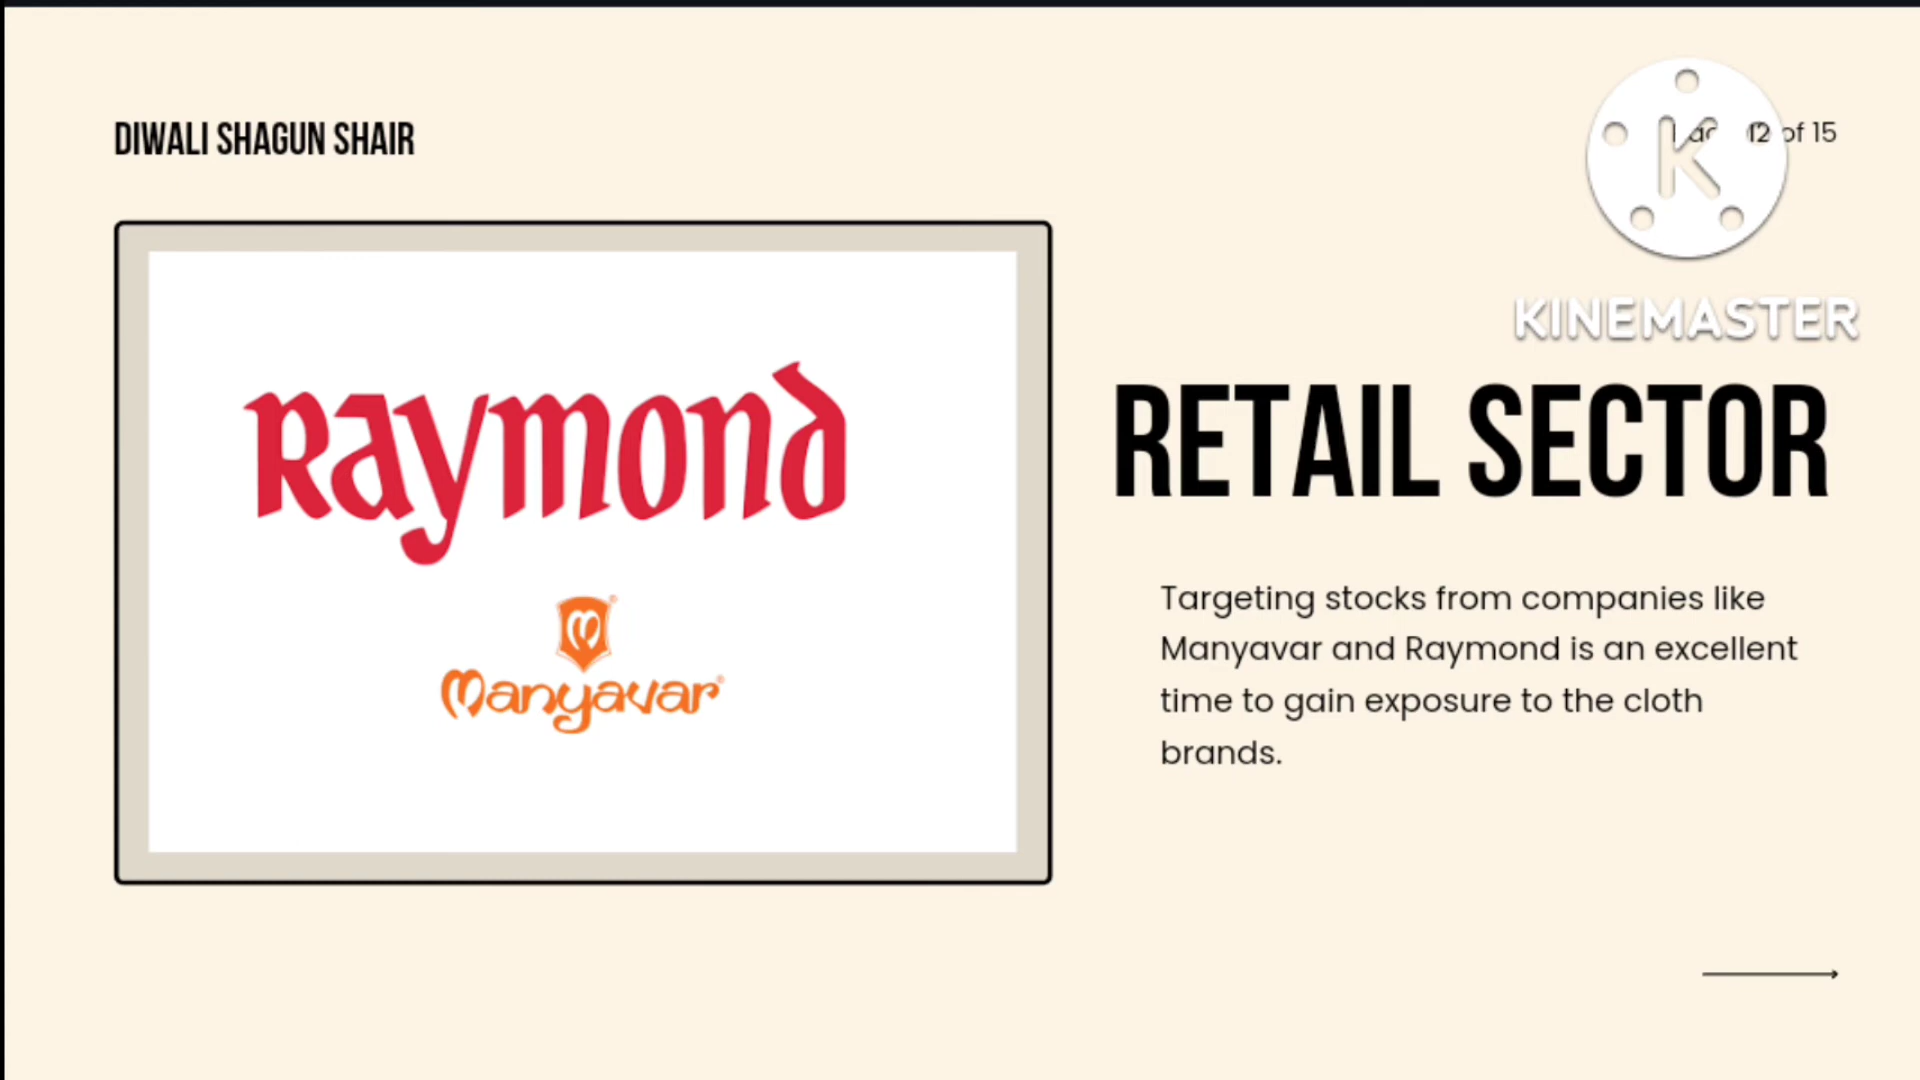 DIWALI SHAGUN SHAIR
12 of 15
KINEMASTER
Raymond
Manyavar
RETAIL SECTOR
Targeting stocks from companies like
Manyavar and Raymond is an excellent
time to gain exposure to the cloth
brands.